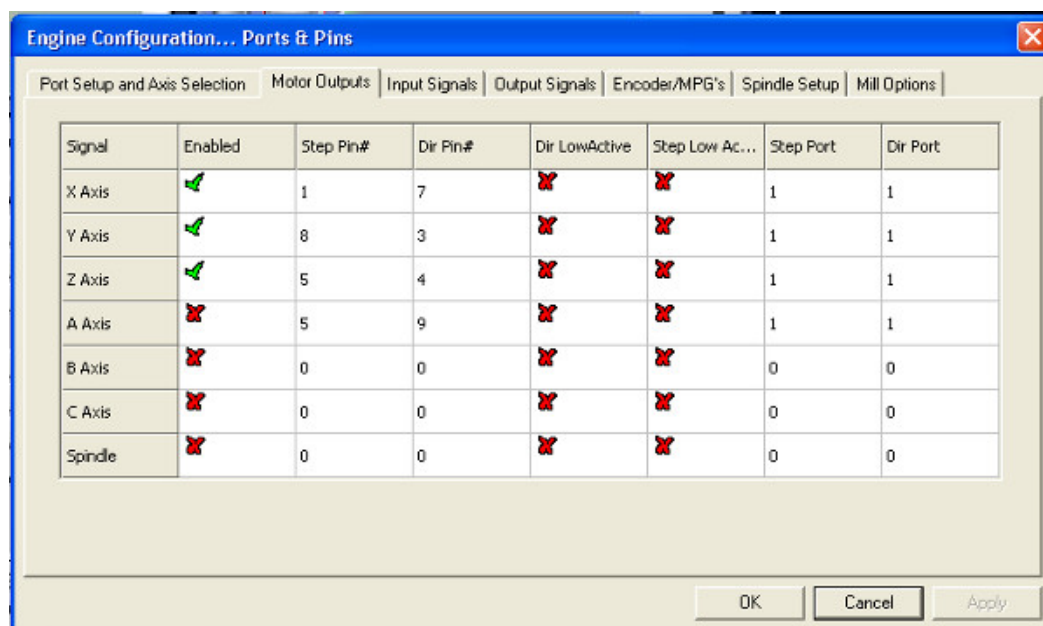 Engine Configuration... Ports & Pins
Port Setup and Axis Selection Motor Outputs Input Signals Output Signals Encoder/MPG's Spindle Setup Mill Options
Signal Enabled Step Pin# Dir Pin# Dir LowActive Step Low Ac... Step Port Dir Port
X Axis 1 7 1 1
Y Axis 8 3 1 1
Z Axis 5 4 1 1
A Axis 5 9 1 1
B Axis 0 0 0 0
C Axis 0 0 0 0
Spindle 0 0 0 0
OK Cancel Apply